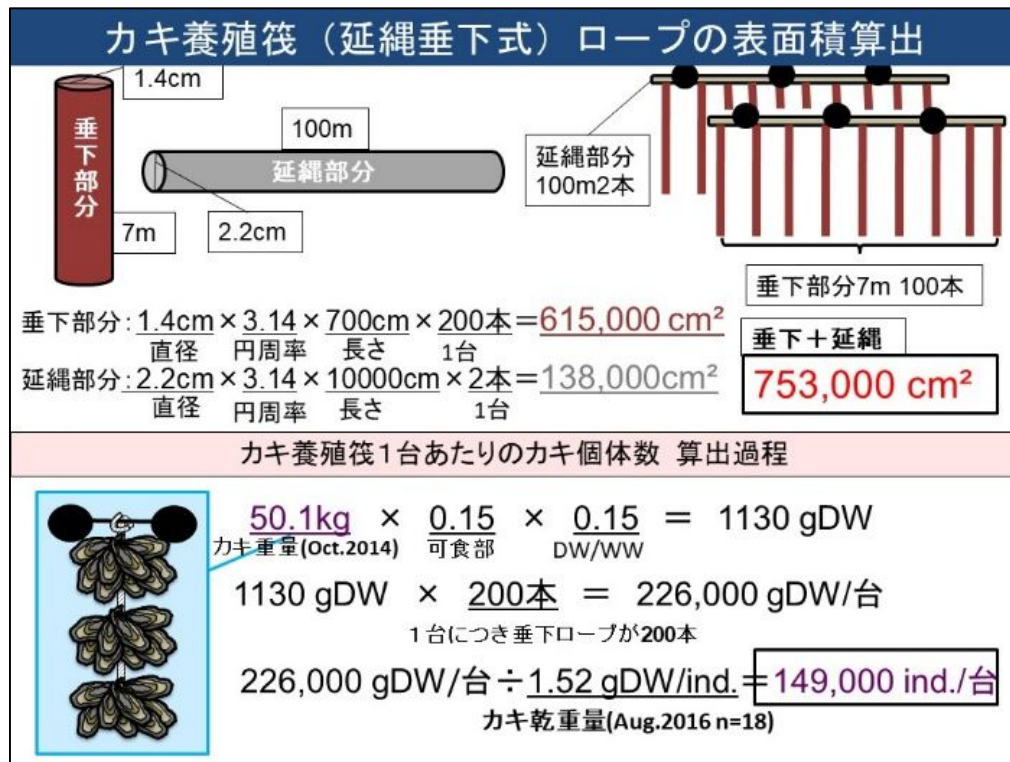 カキ養殖筏（延縄垂下式）ロープの表面積算出
1.4cm
垂下部分
7m
100m
延縄部分
2.2cm
延縄部分
100m2本
垂下部分7m 100本
垂下部分:1.4cm×3.14×700cm×200本=615,000 cm²
直径 円周率 長さ 1台
延縄部分:2.2cm×3.14×10000cm×2本=138,000cm²
直径 円周率 長さ 1台
垂下＋延縄
753,000 cm²
カキ養殖筏１台あたりのカキ個体数 算出過程
50.1kg × 0.15 × 0.15 = 1130 gDW
カキ重量(Oct.2014) 可食部 DW/WW
1130 gDW × 200本 = 226,000 gDW/台
１台につき垂下ロープが200本
226,000 gDW/台÷1.52 gDW/ind.=149,000 ind./台
カキ乾重量(Aug.2016 n=18)